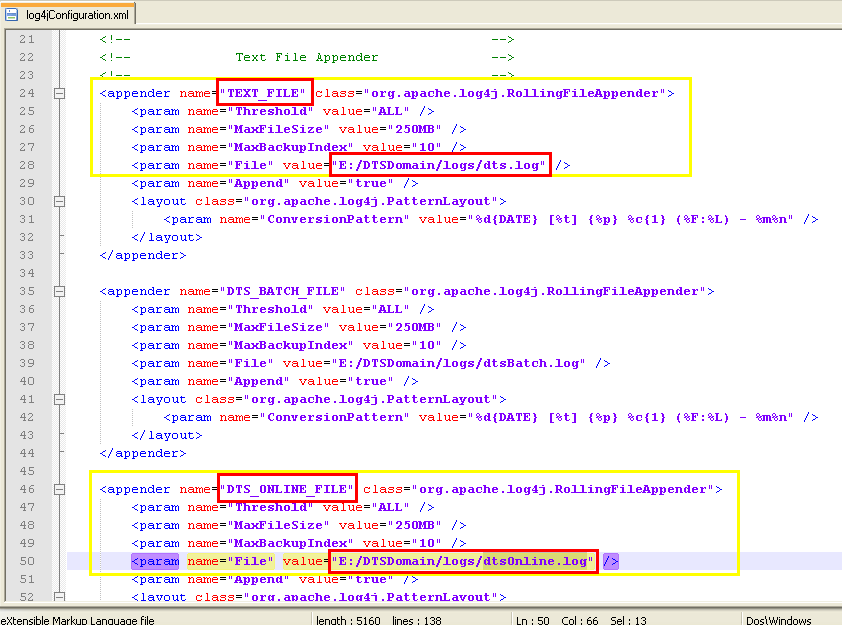 log4jConfiguration.xml
21 <!-- -->
22 <!-- Text File Appender -->
23 <!-- -->
24 <appender name="TEXT_FILE" class="org.apache.log4j.RollingFileAppender">
25 <param name="Threshold" value="ALL" />
26 <param name="MaxFileSize" value="250MB" />
27 <param name="MaxBackupIndex" value="10" />
28 <param name="File" value="E:/DTSDomain/logs/dts.log" />
29 <param name="Append" value="true" />
30 <layout class="org.apache.log4j.PatternLayout">
31 <param name="ConversionPattern" value="%d{DATE} [%t] {%p} %c{1} (%F:%L) - %m%n" />
32 </layout>
33 </appender>
34
35 <appender name="DTS_BATCH_FILE" class="org.apache.log4j.RollingFileAppender">
36 <param name="Threshold" value="ALL" />
37 <param name="MaxFileSize" value="250MB" />
38 <param name="MaxBackupIndex" value="10" />
39 <param name="File" value="E:/DTSDomain/logs/dtsBatch.log" />
40 <param name="Append" value="true" />
41 <layout class="org.apache.log4j.PatternLayout">
42 <param name="ConversionPattern" value="%d{DATE} [%t] {%p} %c{1} (%F:%L) - %m%n" />
43 </layout>
44 </appender>
45
46 <appender name="DTS_ONLINE_FILE" class="org.apache.log4j.RollingFileAppender">
47 <param name="Threshold" value="ALL" />
48 <param name="MaxFileSize" value="250MB" />
49 <param name="MaxBackupIndex" value="10" />
50 <param name="File" value="E:/DTSDomain/logs/dtsOnline.log" />
51 <param name="Append" value="true" />
52 <layout class="org.apache.log4j.PatternLayout">
eXtensible Markup Language file length : 5160 lines : 138 Ln : 50 Col : 66 Sel : 13 Dos\Windows